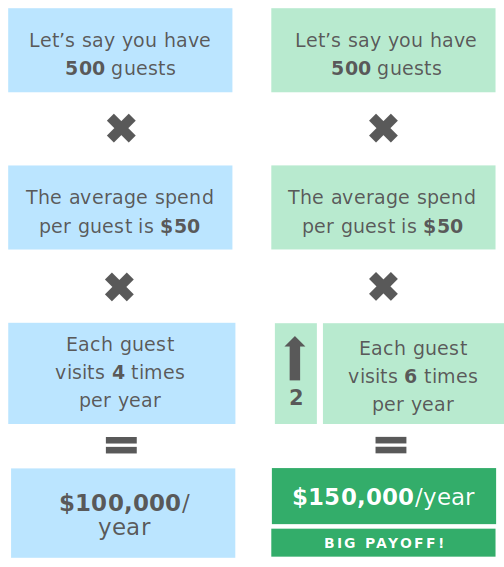 Let’s say you have
500 guests
The average spend
per guest is $50
Each guest
visits 4 times
per year
$100,000/
year
Let’s say you have
500 guests
The average spend
per guest is $50
2
Each guest
visits 6 times
per year
$150,000/year
BIG PAYOFF!